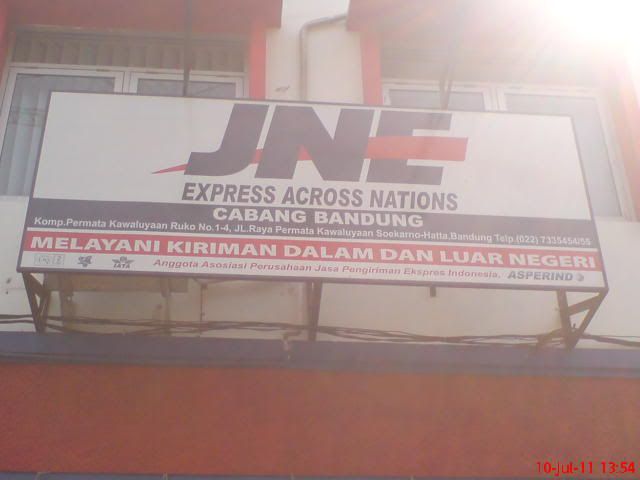 JNE
EXPRESS ACROSS NATIONS
CABANG BANDUNG
Komp.Permata Kawaluyaan Ruko No.1-4, JL.Raya Permata Kawaluyaan Soekarno-Hatta,Bandung Telp.(022) 7335454/55
MELAYANI KIRIMAN DALAM DAN LUAR NEGERI
IATA Anggota Asosiasi Perusahaan Jasa Pengiriman Ekspres Indonesia. ASPERINDO
10-Jul-11 13:54